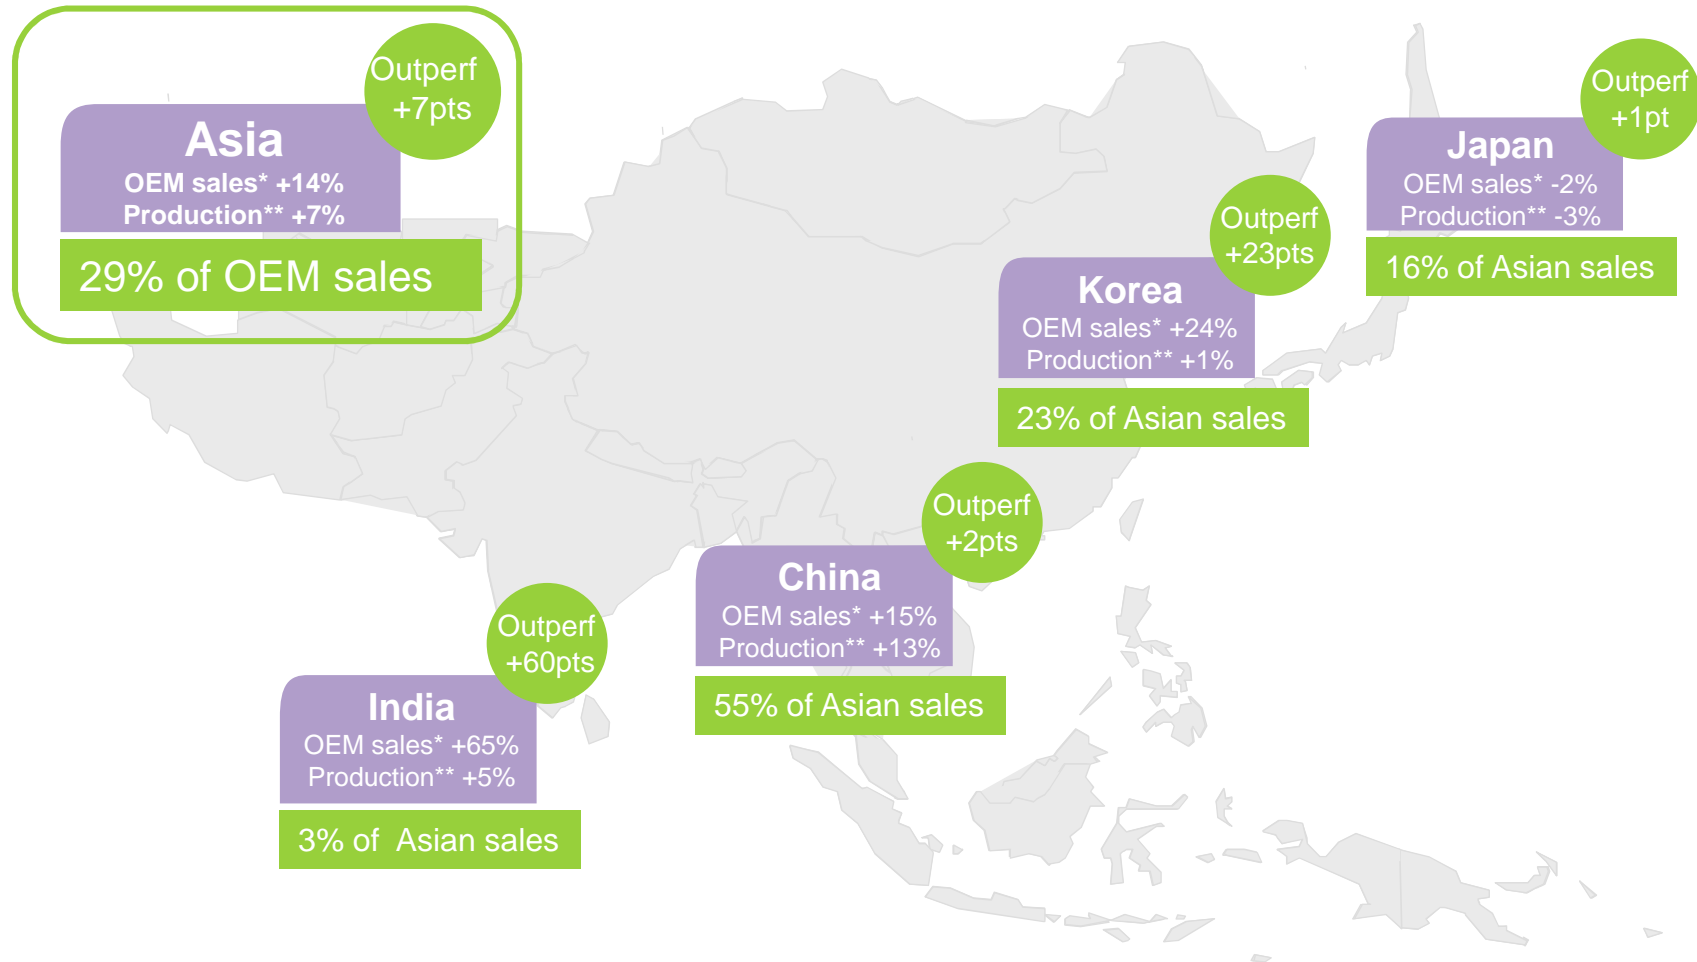 Outperf
+7pts
Asia
OEM sales* +14%
Production** +7%
29% of OEM sales
Outperf
+1pt
Japan
OEM sales* -2%
Production** -3%
16% of Asian sales
Outperf
+23pts
Korea
OEM sales* +24%
Production** +1%
23% of Asian sales
Outperf
+2pts
China
OEM sales* +15%
Production** +13%
55% of Asian sales
Outperf
+60pts
India
OEM sales* +65%
Production** +5%
3% of Asian sales